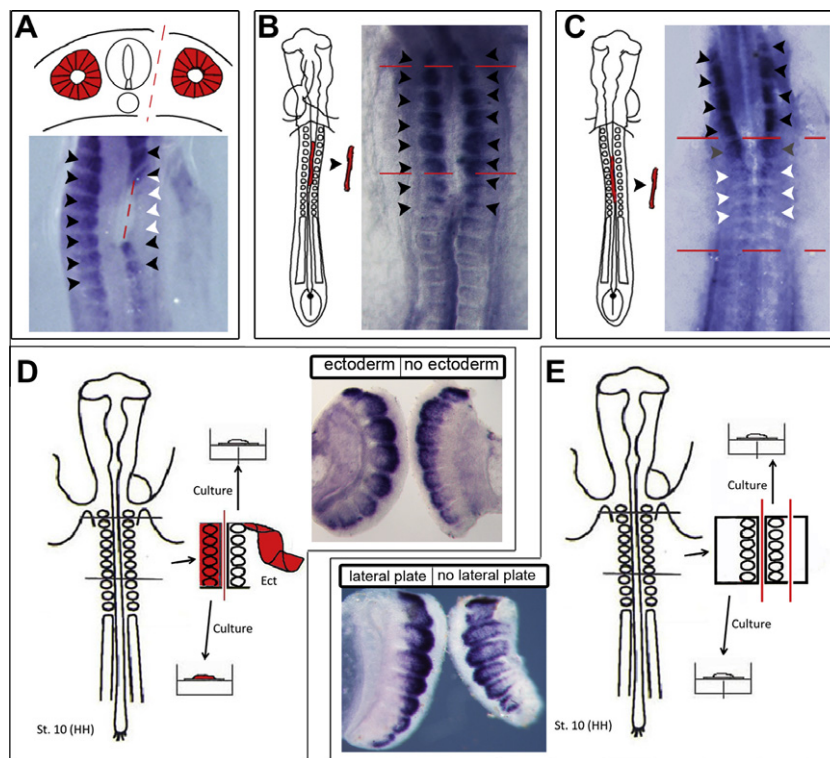 A
B
C
D
ectoderm no ectoderm
E
Culture
Culture
Ect
Culture
lateral plate no lateral plate
Culture
St. 10 (HH)
St. 10 (HH)